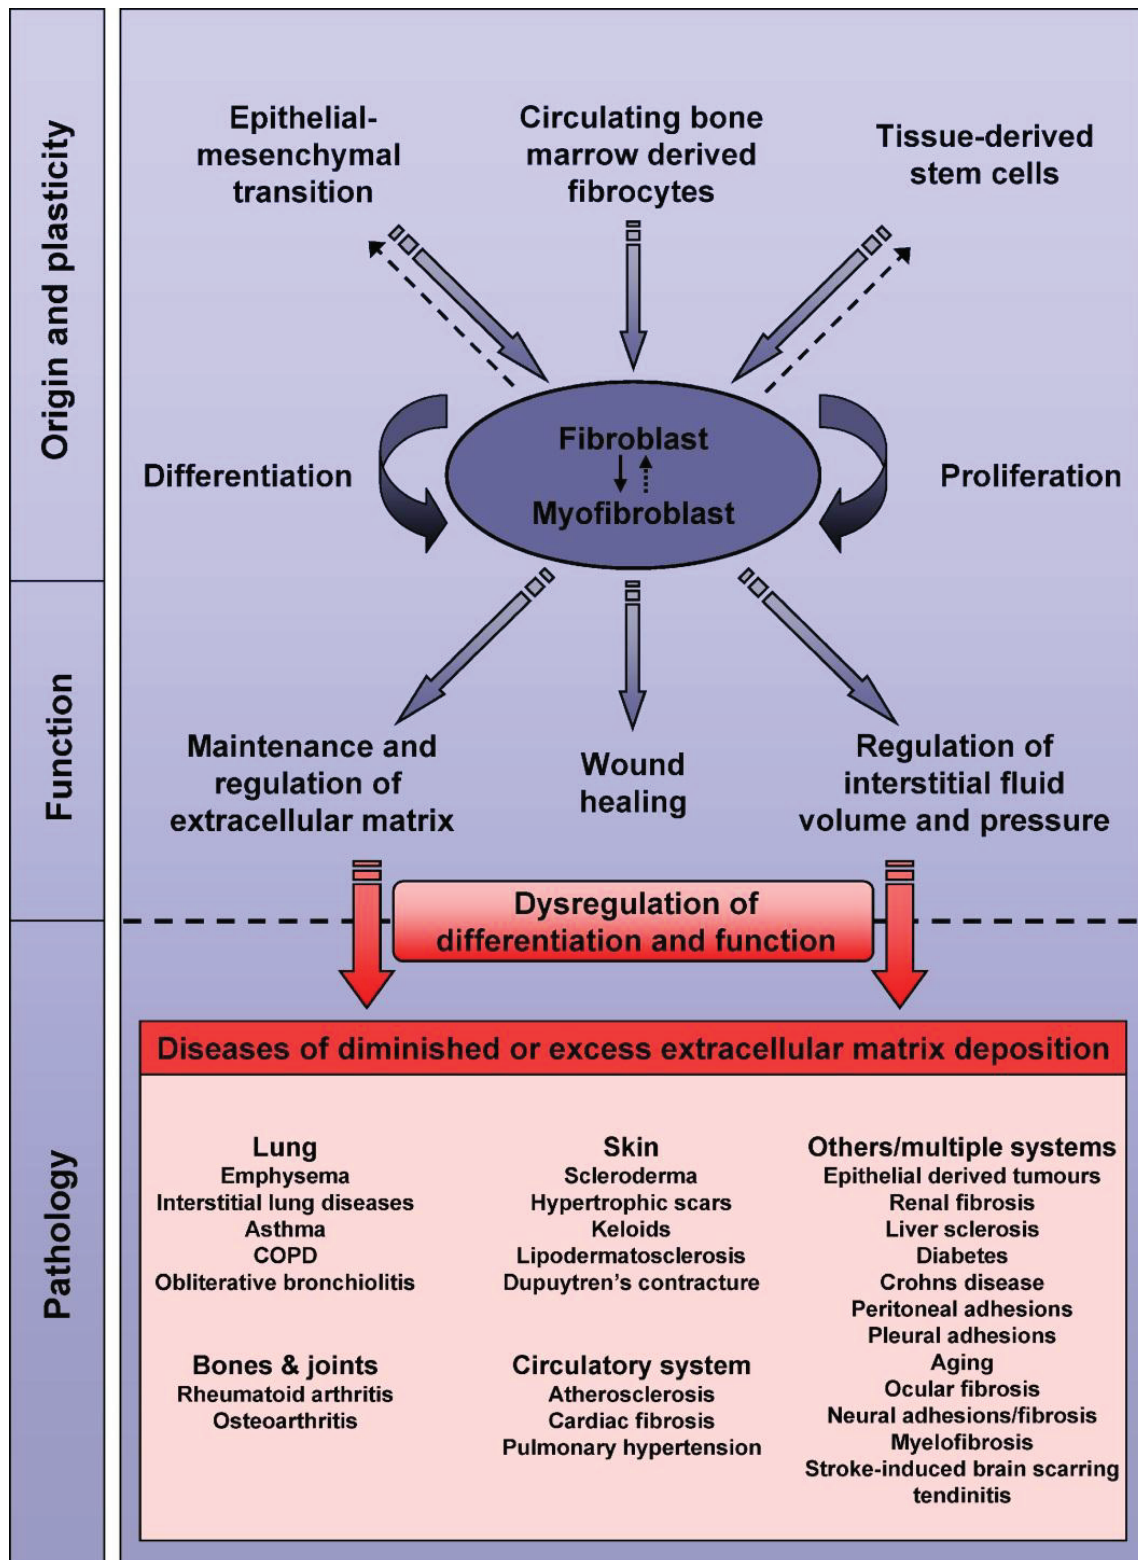 Origin and plasticity
Epithelial-
mesenchymal
transition
Circulating bone
marrow derived
fibrocytes
Tissue-derived
stem cells
Differentiation
Fibroblast
Myofibroblast
Proliferation
Function
Maintenance and
regulation of
extracellular matrix
Wound
healing
Regulation of
interstitial fluid
volume and pressure
Dysregulation of
differentiation and function
Pathology
Diseases of diminished or excess extracellular matrix deposition
Lung
Emphysema
Interstitial lung diseases
Asthma
COPD
Obliterative bronchiolitis
Bones & joints
Rheumatoid arthritis
Osteoarthritis
Skin
Scleroderma
Hypertrophic scars
Keloids
Lipodermatosclerosis
Dupuytren's contracture
Circulatory system
Atherosclerosis
Cardiac fibrosis
Pulmonary hypertension
Others/multiple systems
Epithelial derived tumours
Renal fibrosis
Liver sclerosis
Diabetes
Crohns disease
Peritoneal adhesions
Pleural adhesions
Aging
Ocular fibrosis
Neural adhesions/fibrosis
Myelofibrosis
Stroke-induced brain scarring
tendinitis